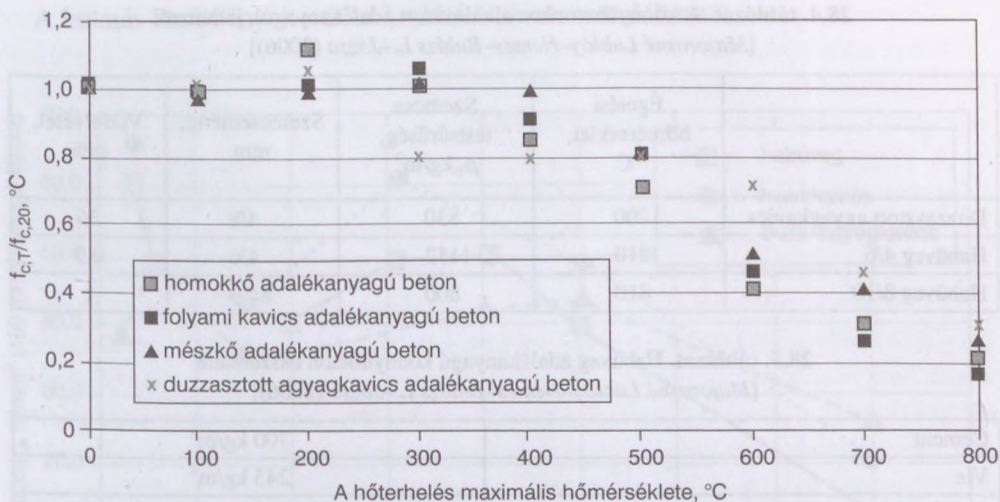 1,2
1,0
0,8
0,6
0,4
0,2
0
f c,T/f c,20, °C
homokkő adalékanyagú beton
folyami kavics adalékanyagú beton
mészkő adalékanyagú beton
duzzasztott agyagkavics adalékanyagú beton
0 100 200 300 400 500 600 700 800
A hőterhelés maximális hőmérséklete, °C